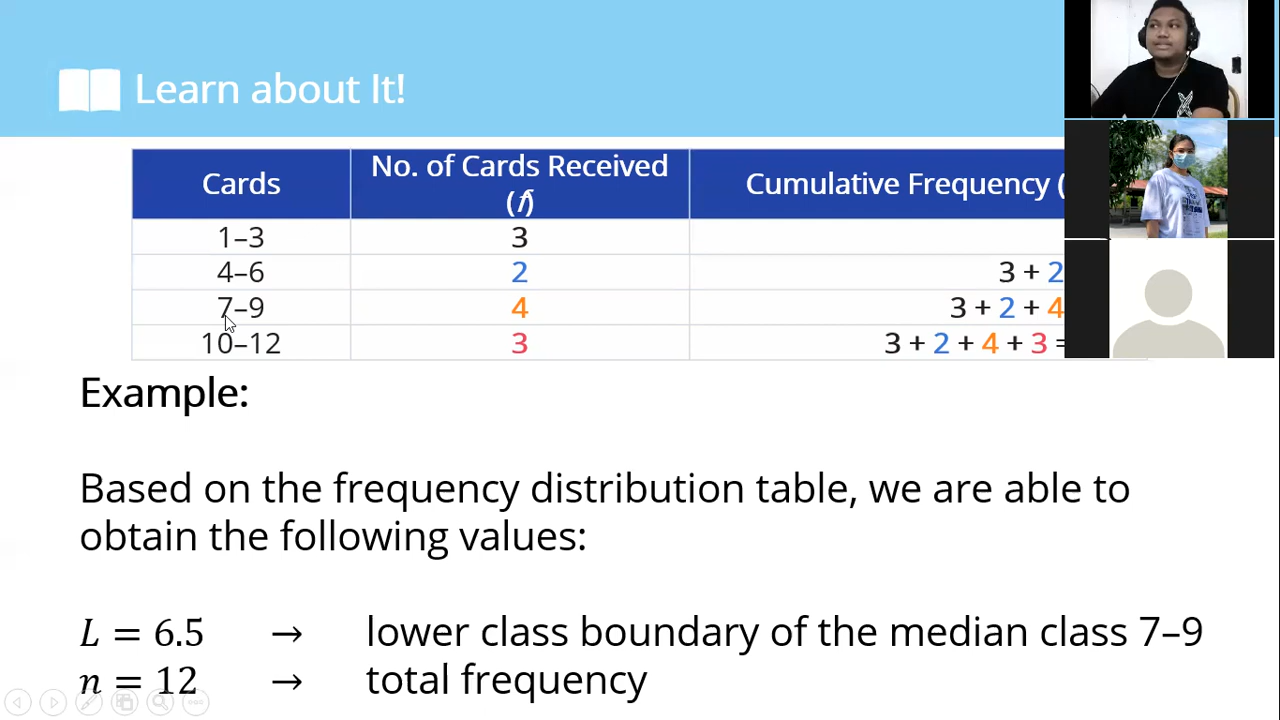 Learn about It!
Cards
No. of Cards Received
(f)
Cumulative Frequency (
1–3
3
4–6
2
3 + 2
7–9
4
3 + 2 + 4
10–12
3
3 + 2 + 4 + 3 =
Example:
Based on the frequency distribution table, we are able to
obtain the following values:
L = 6.5 → lower class boundary of the median class 7–9
n = 12 → total frequency